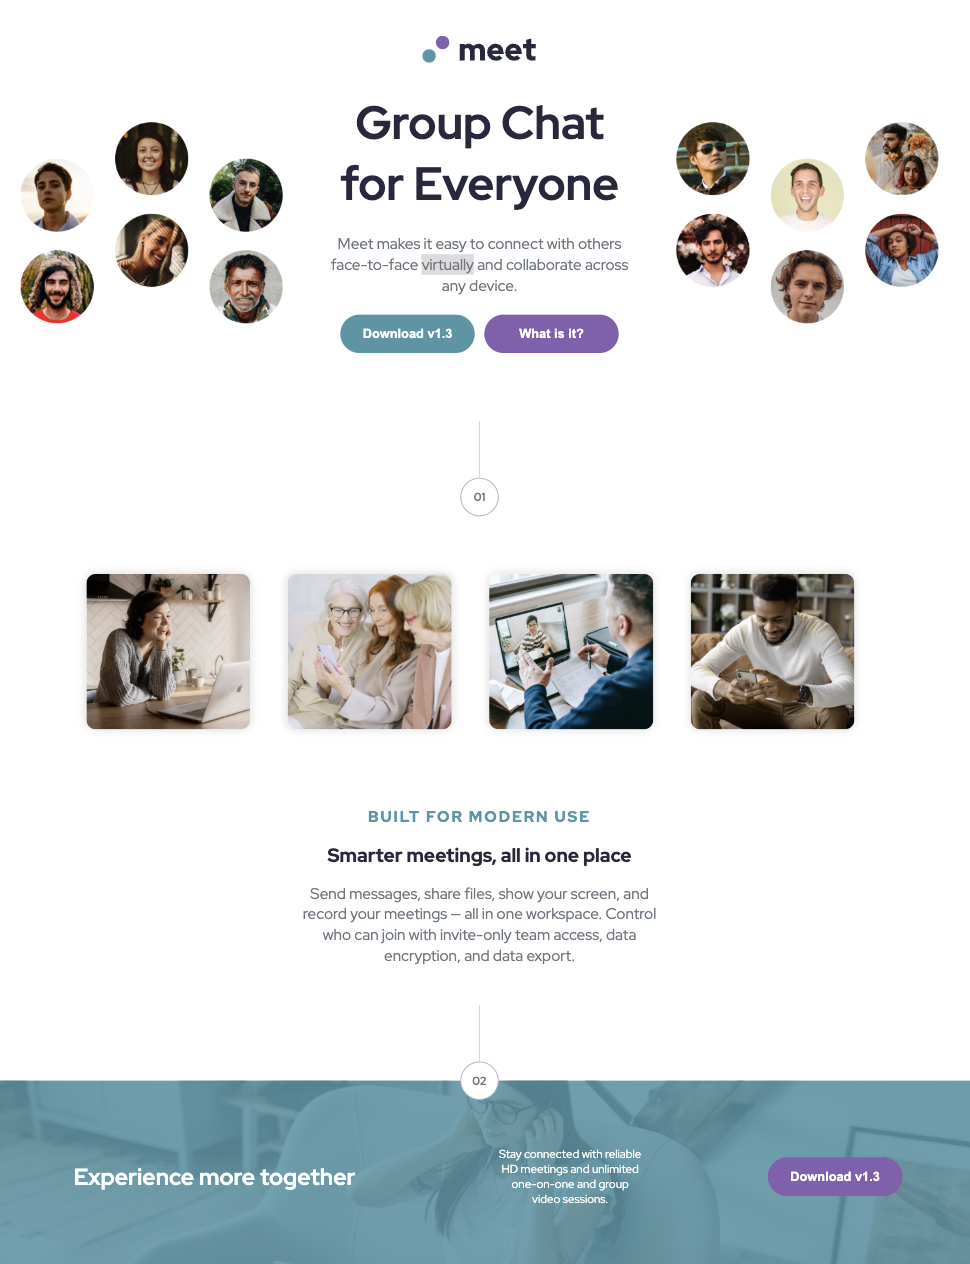 meet
Group Chat
for Everyone
Meet makes it easy to connect with others
face-to-face virtually and collaborate across
any device.
Download v1.3
What is it?
01
BUILT FOR MODERN USE
Smarter meetings, all in one place
Send messages, share files, show your screen, and
record your meetings — all in one workspace. Control
who can join with invite-only team access, data
encryption, and data export.
02
Experience more together
Stay connected with reliable
HD meetings and unlimited
one-on-one and group
video sessions.
Download v1.3